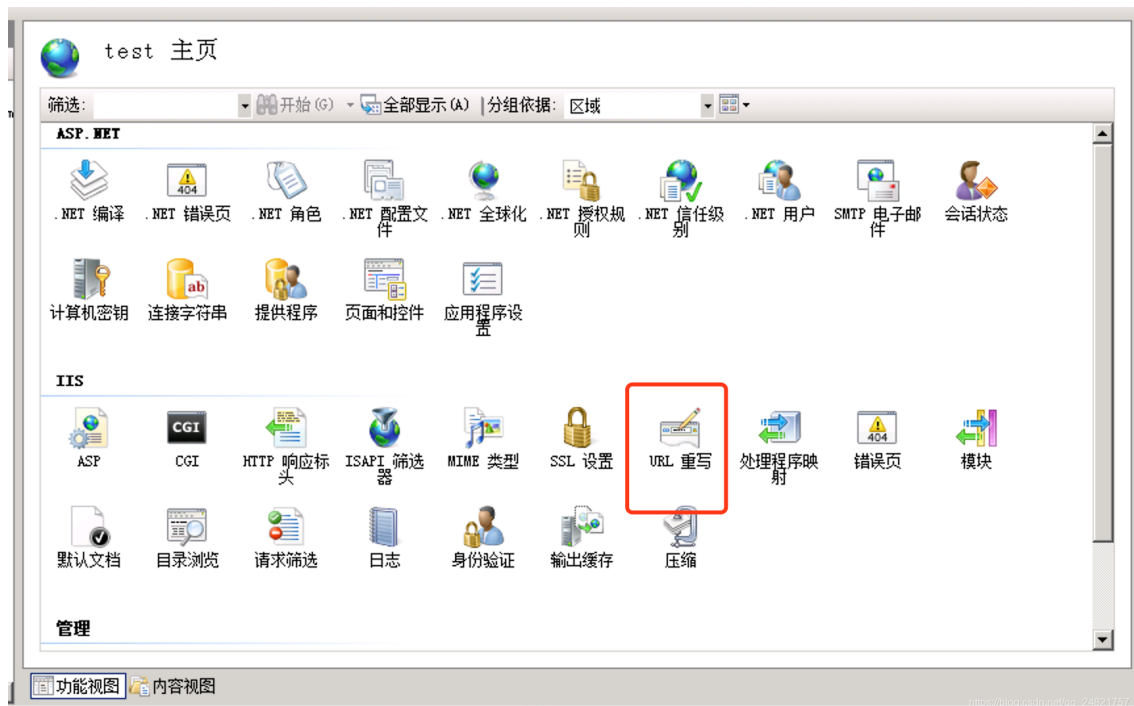 test 主页
筛选: 开始(G) 全部显示(A) 分组依据: 区域
ASP.NET
404
.NET 编译 .NET 错误页 .NET 角色 .NET 配置文件 .NET 全球化 .NET 授权规则 .NET 信任级别 .NET 用户 SMTP 电子邮件 会话状态
ab
计算机密钥 连接字符串 提供程序 页面和控件 应用程序设置
IIS
CGI 404
ASP CGI HTTP 响应标头 ISAPI 筛选器 MIME 类型 SSL 设置 URL 重写 处理程序映射 错误页 模块
默认文档 目录浏览 请求筛选 日志 身份验证 输出缓存 压缩
管理
功能视图 内容视图